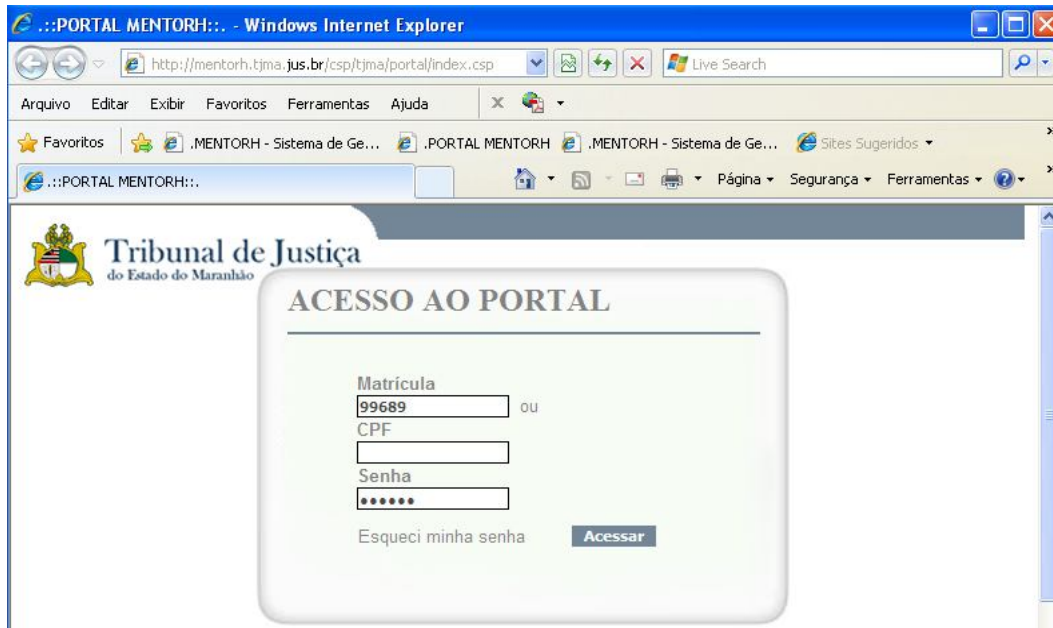 .::PORTAL MENTORH::. - Windows Internet Explorer
http://mentorh.tjma.jus.br/csp/tjma/portal/index.csp Live Search
Arquivo Editar Exibir Favoritos Ferramentas Ajuda X
Favoritos .MENTORH - Sistema de Ge... .PORTAL MENTORH .MENTORH - Sistema de Ge... Sites Sugeridos »
.::PORTAL MENTORH::. Página Segurança Ferramentas »
Tribunal de Justiça
do Estado do Maranhão
ACESSO AO PORTAL
Matrícula
99689 ou
CPF
Senha
••••••
Esqueci minha senha Acessar